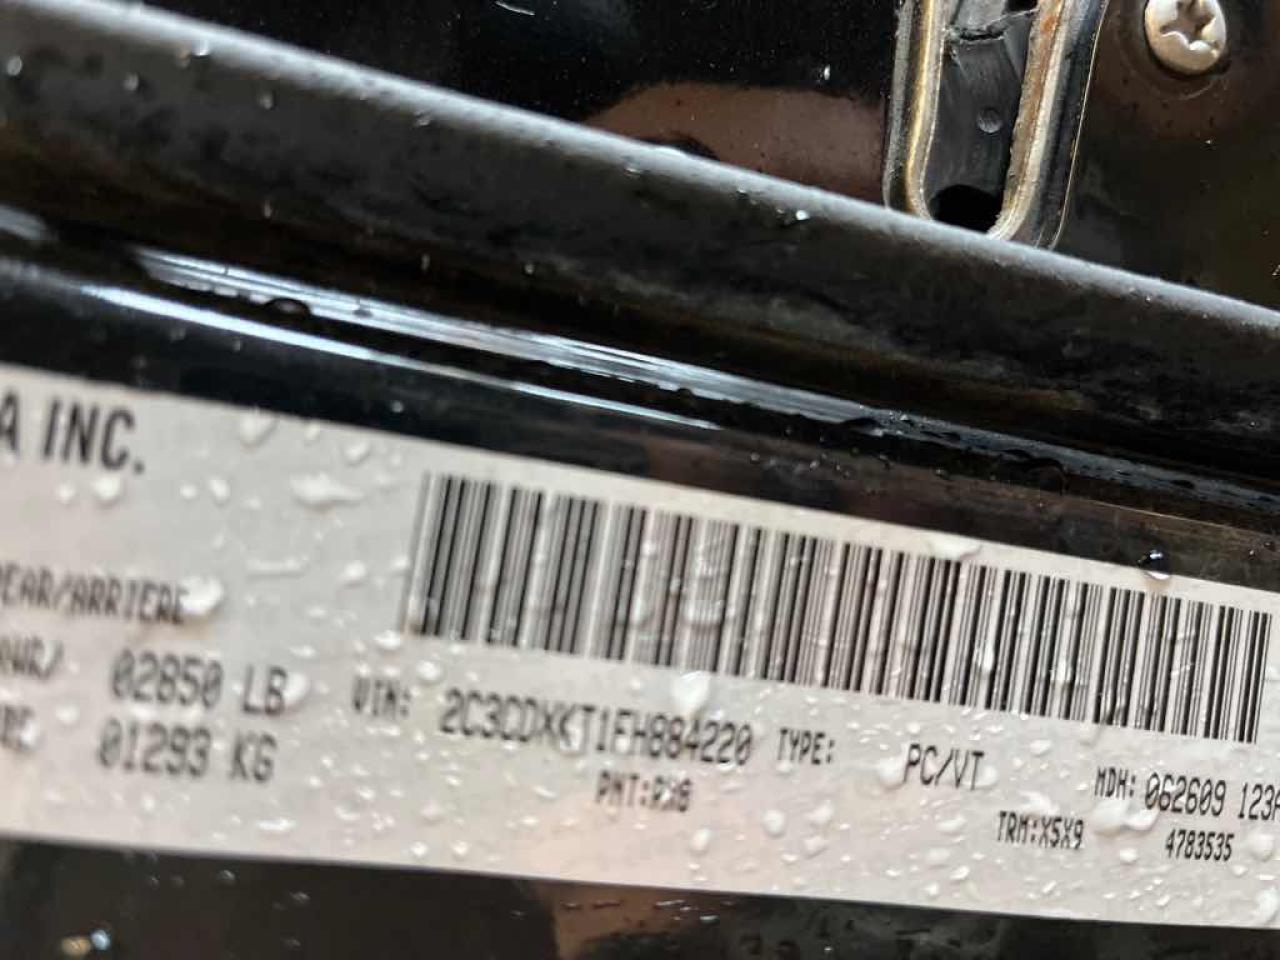 A INC.
REAR/ARRIERE
02850 LB
01293 KG
VIN: 2C3CDXKT1FH884220 TYPE: PC/VT MDH: 062609 123A
PNT:PX8 TRM:X5X9 4783535